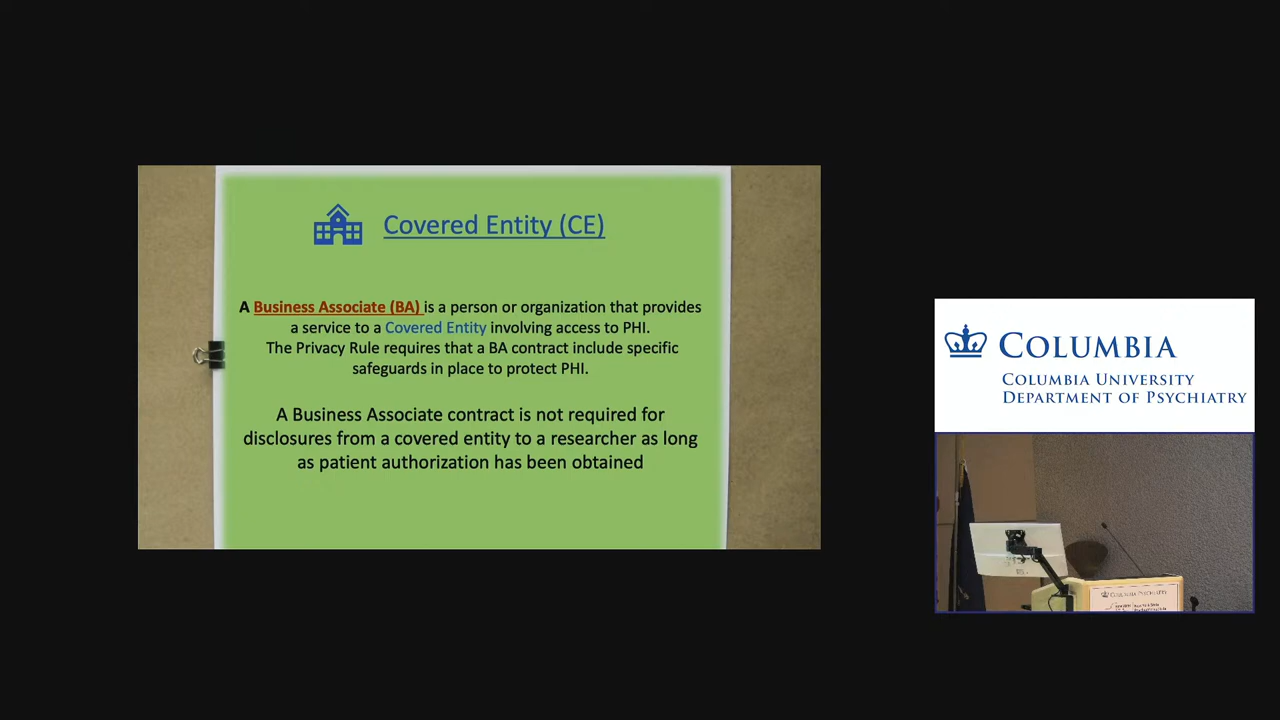 Covered Entity (CE)
A Business Associate (BA) is a person or organization that provides
a service to a Covered Entity involving access to PHI.
The Privacy Rule requires that a BA contract include specific
safeguards in place to protect PHI.
A Business Associate contract is not required for
disclosures from a covered entity to a researcher as long
as patient authorization has been obtained
COLUMBIA
COLUMBIA UNIVERSITY
DEPARTMENT OF PSYCHIATRY
COLUMBIA PSYCHIATRY